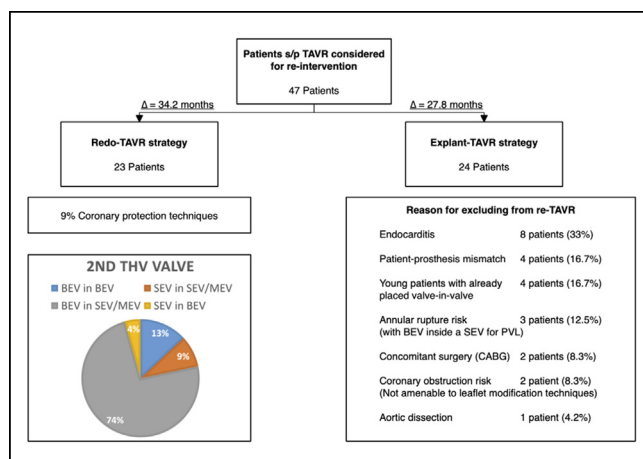 Patients s/p TAVR considered
for re-intervention
47 Patients
Δ = 34.2 months
Δ = 27.8 months
Redo-TAVR strategy
23 Patients
Explant-TAVR strategy
24 Patients
9% Coronary protection techniques
2ND THV VALVE
BEV in BEV
SEV in SEV/MEV
BEV in SEV/MEV
SEV in BEV
4%
13%
9%
74%
Reason for excluding from re-TAVR
Endocarditis 8 patients (33%)
Patient-prosthesis mismatch 4 patients (16.7%)
Young patients with already 4 patients (16.7%)
placed valve-in-valve
Annular rupture risk 3 patients (12.5%)
(with BEV inside a SEV for PVL)
Concomitant surgery (CABG) 2 patients (8.3%)
Coronary obstruction risk 2 patient (8.3%)
(Not amenable to leaflet modification techniques)
Aortic dissection 1 patient (4.2%)